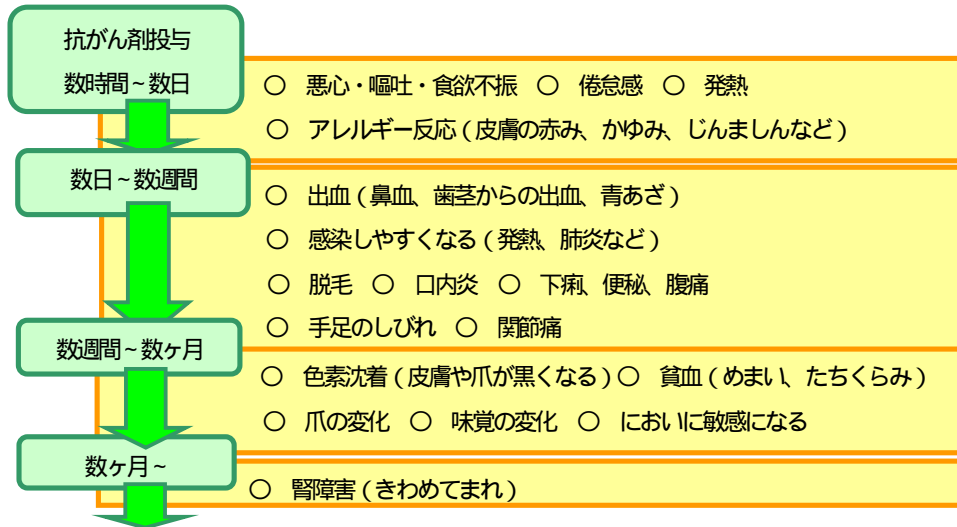 抗がん剤投与
数時間~数日
○ 悪心・嘔吐・食欲不振 ○ 倦怠感 ○ 発熱
○ アレルギー反応(皮膚の赤み、かゆみ、じんましんなど)
数日~数週間
○ 出血(鼻血、歯茎からの出血、青あざ)
○ 感染しやすくなる(発熱、肺炎など)
○ 脱毛 ○ 口内炎 ○ 下痢、便秘、腹痛
○ 手足のしびれ ○ 関節痛
数週間~数ヶ月
○ 色素沈着(皮膚や爪が黒くなる)○ 貧血(めまい、たちくらみ)
○ 爪の変化 ○ 味覚の変化 ○ においに敏感になる
数ヶ月~
○ 腎障害(きわめてまれ)